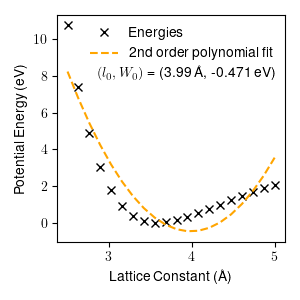 Energies
2nd order polynomial fit
(l₀, W₀) = (3.99 Å, -0.471 eV)
10
8
6
4
2
0
Potential Energy (eV)
3
4
5
Lattice Constant (Å)